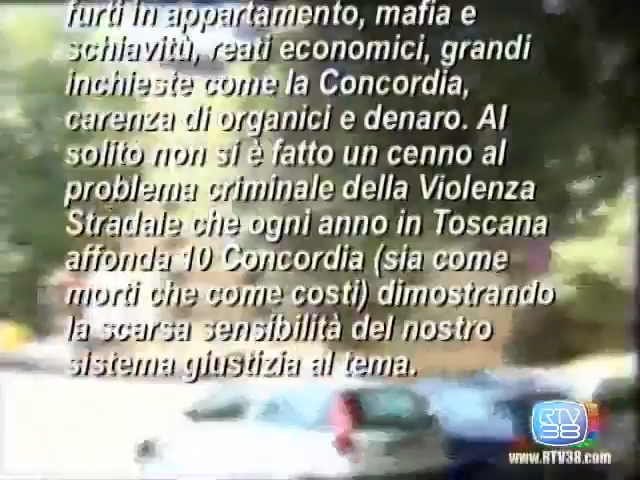 furti in appartamento, mafia e
schiavitù, reati economici, grandi
inchieste come la Concordia,
carenza di organici e denaro. Al
solito non si è fatto un cenno al
problema criminale della Violenza
Stradale che ogni anno in Toscana
affonda 10 Concordia (sia come
morti che come costi) dimostrando
la scarsa sensibilità del nostro
sistema giustizia al tema.
RTV
38
www.RTV38.com